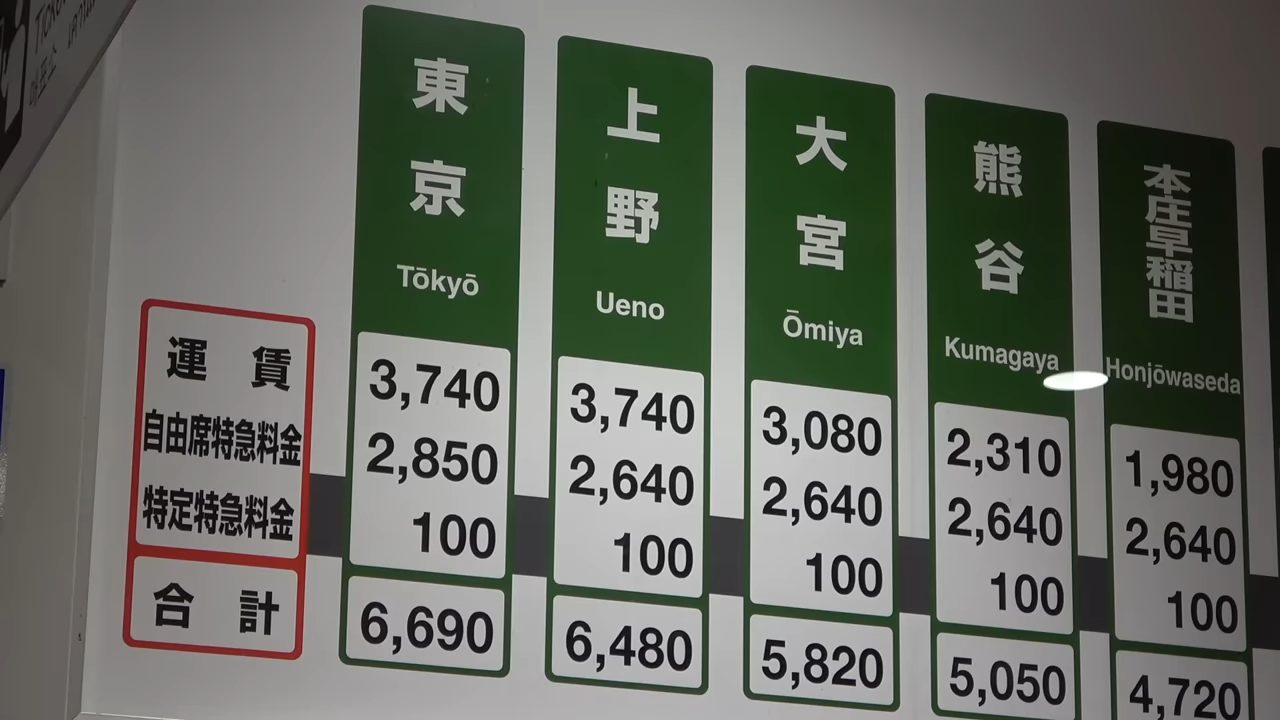 매표소
東京
Tōkyō
上野
Ueno
大宮
Ōmiya
熊谷
Kumagaya
本庄早稲田
Honjōwaseda
運賃 3,740 3,740 3,080 2,310 1,980
自由席特急料金 2,850 2,640 2,640 2,640 2,640
特定特急料金 100 100 100 100 100
合計 6,690 6,480 5,820 5,050 4,720